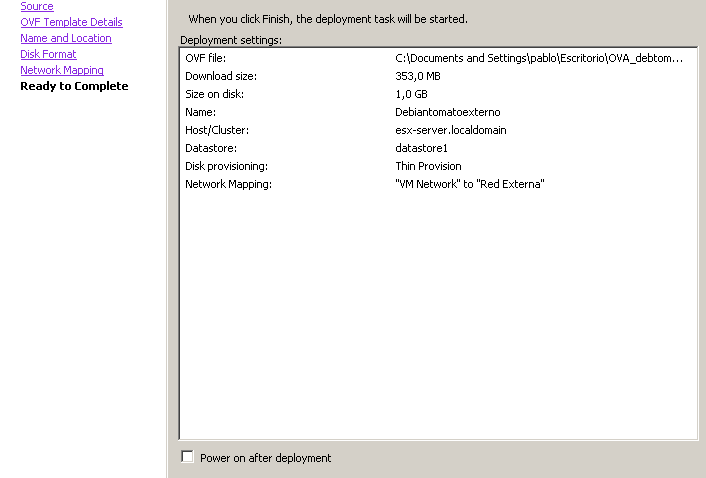 Source
OVF Template Details
Name and Location
Disk Format
Network Mapping
Ready to Complete
When you click Finish, the deployment task will be started.
Deployment settings:
OVF file: C:\Documents and Settings\pablo\Escritorio\OVA_debtom...
Download size: 353,0 MB
Size on disk: 1,0 GB
Name: Debiantomatoexterno
Host/Cluster: esx-server.localdomain
Datastore: datastore1
Disk provisioning: Thin Provision
Network Mapping: "VM Network" to "Red Externa"
Power on after deployment